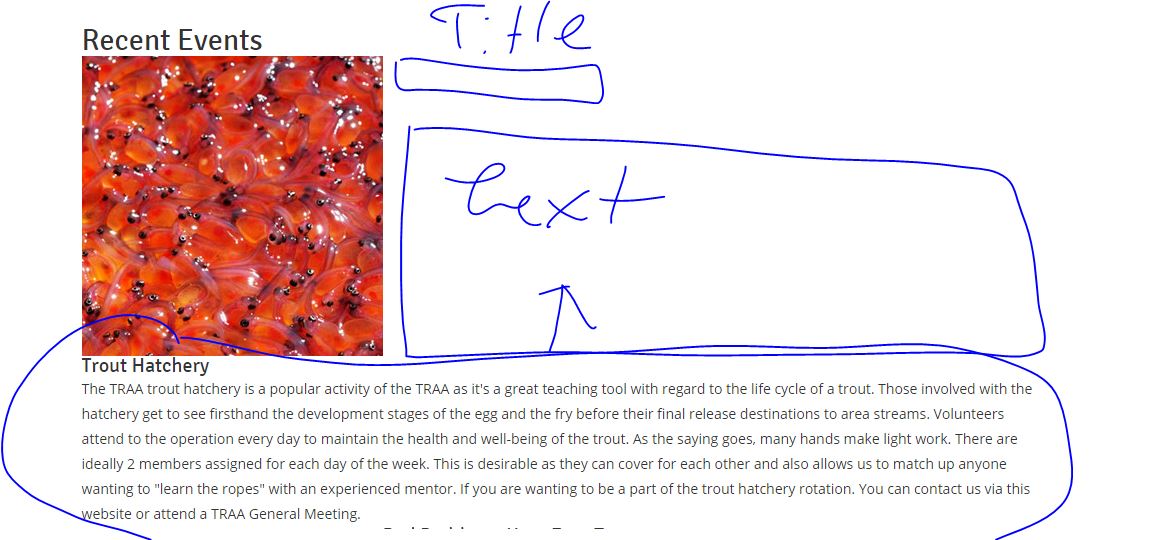 Title
Recent Events
text
Trout Hatchery
The TRAA trout hatchery is a popular activity of the TRAA as it's a great teaching tool with regard to the life cycle of a trout. Those involved with the
hatchery get to see firsthand the development stages of the egg and the fry before their final release destinations to area streams. Volunteers
attend to the operation every day to maintain the health and well-being of the trout. As the saying goes, many hands make light work. There are
ideally 2 members assigned for each day of the week. This is desirable as they can cover for each other and also allows us to match up anyone
wanting to "learn the ropes" with an experienced mentor. If you are wanting to be a part of the trout hatchery rotation. You can contact us via this
website or attend a TRAA General Meeting.